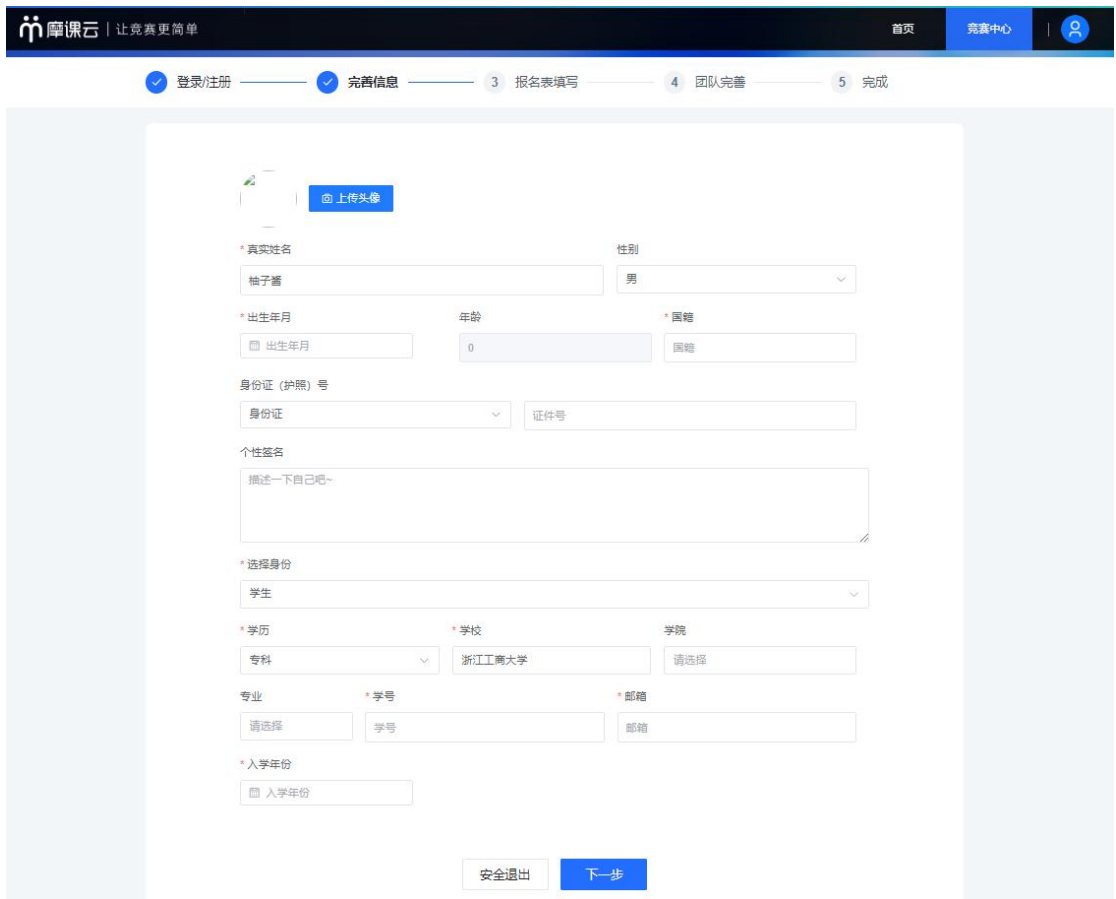 摩课云 | 让竞赛更简单
首页
竞赛中心
登录/注册
完善信息
3 报名表填写
4 团队完善
5 完成
上传头像
* 真实姓名 性别
柚子酱 男
* 出生年月 年龄 * 国籍
出生年月 0 国籍
身份证（护照）号
身份证 证件号
个性签名
描述一下自己吧~
* 选择身份
学生
* 学历 * 学校 学院
专科 浙江工商大学 请选择
专业 * 学号 * 邮箱
请选择 学号 邮箱
* 入学年份
入学年份
安全退出 下一步